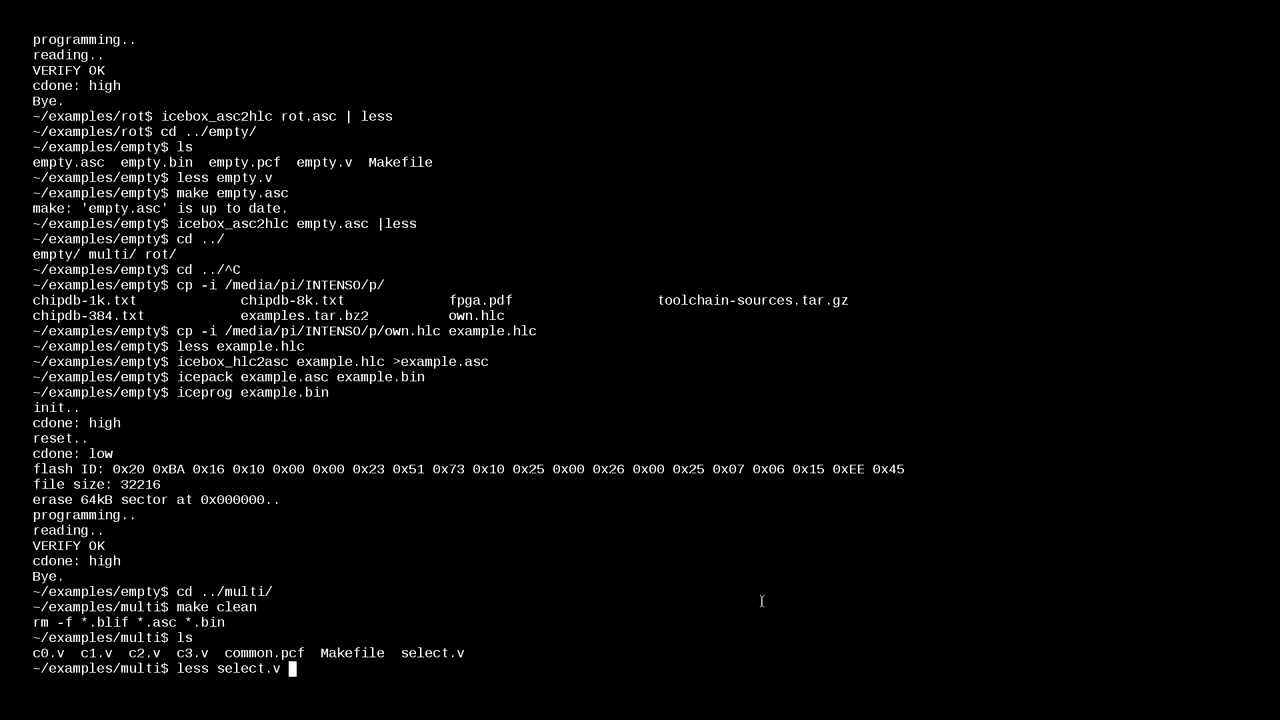 programming..
reading..
VERIFY OK
cdone: high
Bye.
~/examples/rot$ icebox_asc2hlc rot.asc | less
~/examples/rot$ cd ../empty/
~/examples/empty$ ls
empty.asc  empty.bin  empty.pcf  empty.v  Makefile
~/examples/empty$ less empty.v
~/examples/empty$ make empty.asc
make: 'empty.asc' is up to date.
~/examples/empty$ icebox_asc2hlc empty.asc |less
~/examples/empty$ cd ../
empty/ multi/ rot/
~/examples/empty$ cd ../^C
~/examples/empty$ cp -i /media/pi/INTENSO/p/
chipdb-1k.txt             chipdb-8k.txt             fpga.pdf                  toolchain-sources.tar.gz
chipdb-384.txt            examples.tar.bz2          own.hlc
~/examples/empty$ cp -i /media/pi/INTENSO/p/own.hlc example.hlc
~/examples/empty$ less example.hlc
~/examples/empty$ icebox_hlc2asc example.hlc >example.asc
~/examples/empty$ icepack example.asc example.bin
~/examples/empty$ iceprog example.bin
init..
cdone: high
reset..
cdone: low
flash ID: 0x20 0xBA 0x16 0x10 0x00 0x00 0x23 0x51 0x73 0x10 0x25 0x00 0x26 0x00 0x25 0x07 0x06 0x15 0xEE 0x45
file size: 32216
erase 64kB sector at 0x000000..
programming..
reading..
VERIFY OK
cdone: high
Bye.
~/examples/empty$ cd ../multi/
~/examples/multi$ make clean
rm -f *.blif *.asc *.bin
~/examples/multi$ ls
c0.v  c1.v  c2.v  c3.v  common.pcf  Makefile  select.v
~/examples/multi$ less select.v